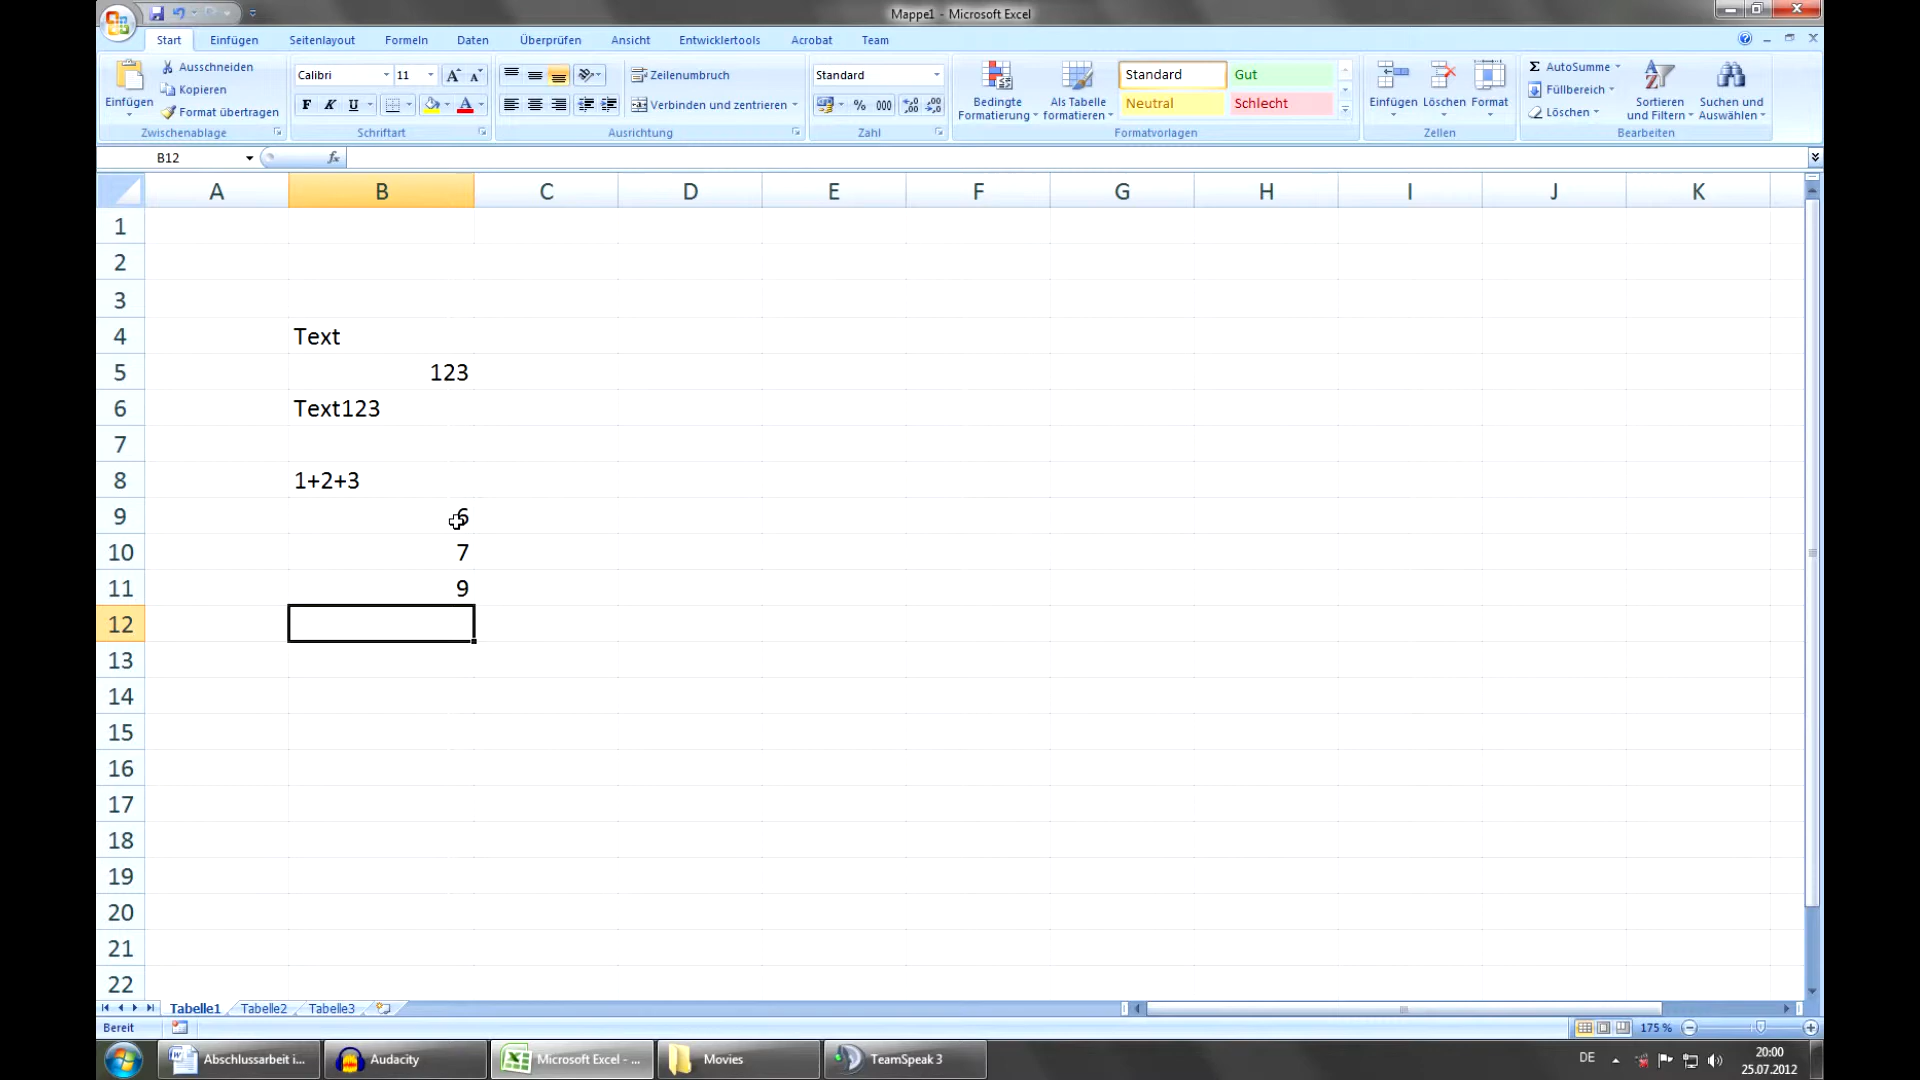 Mappe1 - Microsoft Excel
Start Einfügen Seitenlayout Formeln Daten Überprüfen Ansicht Entwicklertools Acrobat Team
Einfügen
Ausschneiden
Kopieren
Format übertragen
Zwischenablage
Calibri 11
F K U A
Schriftart
Zeilenumbruch
Verbinden und zentrieren
Ausrichtung
Standard
% 000
Zahl
Bedingte Formatierung
Als Tabelle formatieren
Standard Gut
Neutral Schlecht
Formatvorlagen
Einfügen Löschen Format
Zellen
Σ AutoSumme
Füllbereich
Löschen
Sortieren und Filtern
Suchen und Auswählen
Bearbeiten
B12 fx
A B C D E F G H I J K
1
2
3
4 Text
5 123
6 Text123
7
8 1+2+3
9 6
10 7
11 9
12
13
14
15
16
17
18
19
20
21
22
Tabelle1 Tabelle2 Tabelle3
Bereit 175 %
Abschlussarbeit i... Audacity Microsoft Excel - ... Movies TeamSpeak 3 DE 20:00
25.07.2012